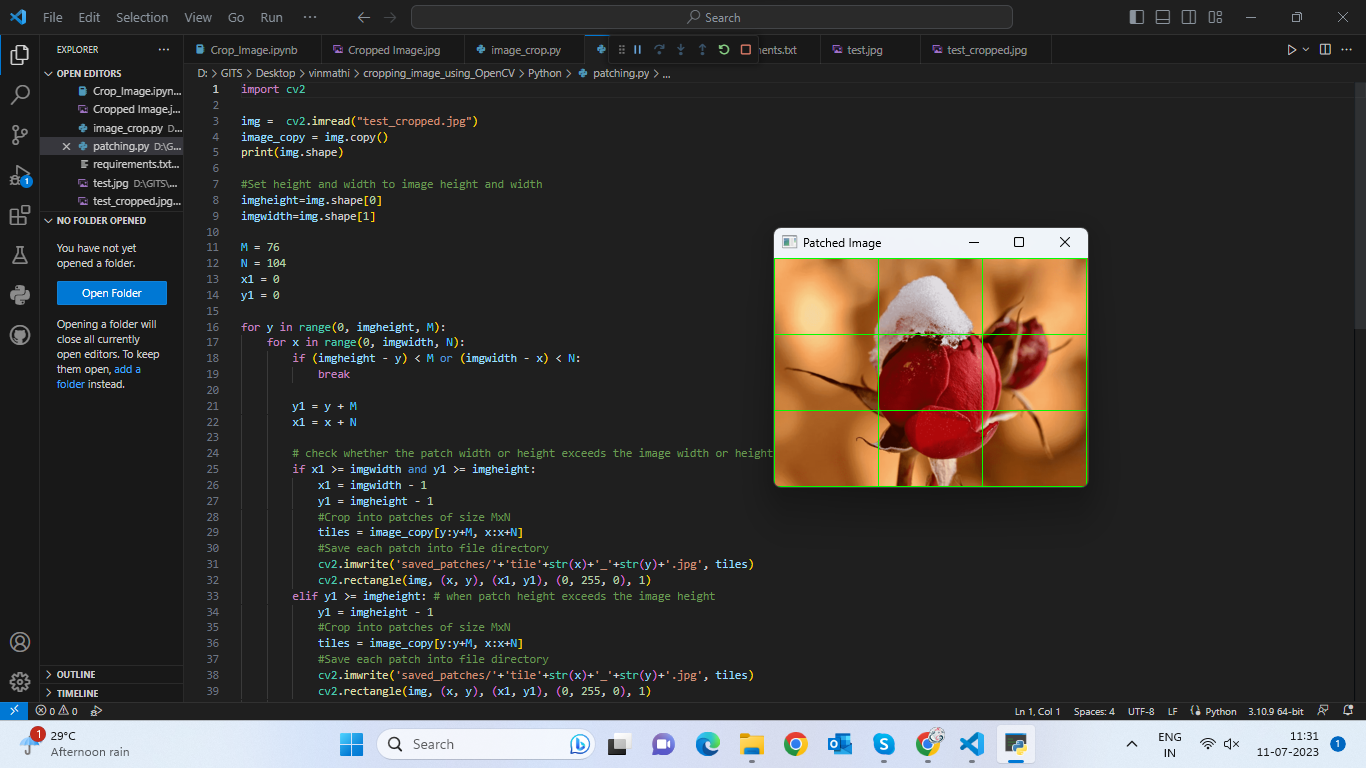 File Edit Selection View Go Run ··· Search
EXPLORER ···
OPEN EDITORS
Crop_Image.ipyn...
Cropped Image.j...
image_crop.py D...
patching.py D:\G...
requirements.txt...
test.jpg D:\GITS\...
test_cropped.jpg...
NO FOLDER OPENED
You have not yet
opened a folder.
Open Folder
Opening a folder will
close all currently
open editors. To keep
them open, add a
folder instead.
OUTLINE
TIMELINE
1
Crop_Image.ipynb Cropped Image.jpg image_crop.py ents.txt test.jpg test_cropped.jpg
D: > GITS > Desktop > vinmathi > cropping_image_using_OpenCV > Python > patching.py > ...
1 import cv2
2
3 img =  cv2.imread("test_cropped.jpg")
4 image_copy = img.copy()
5 print(img.shape)
6
7 #Set height and width to image height and width
8 imgheight=img.shape[0]
9 imgwidth=img.shape[1]
10
11 M = 76
12 N = 104
13 x1 = 0
14 y1 = 0
15
16 for y in range(0, imgheight, M):
17     for x in range(0, imgwidth, N):
18         if (imgheight - y) < M or (imgwidth - x) < N:
19             break
20
21         y1 = y + M
22         x1 = x + N
23
24         # check whether the patch width or height exceeds the image width or height
25         if x1 >= imgwidth and y1 >= imgheight:
26             x1 = imgwidth - 1
27             y1 = imgheight - 1
28             #Crop into patches of size MxN
29             tiles = image_copy[y:y+M, x:x+N]
30             #Save each patch into file directory
31             cv2.imwrite('saved_patches/'+'tile'+str(x)+'_'+str(y)+'.jpg', tiles)
32             cv2.rectangle(img, (x, y), (x1, y1), (0, 255, 0), 1)
33         elif y1 >= imgheight: # when patch height exceeds the image height
34             y1 = imgheight - 1
35             #Crop into patches of size MxN
36             tiles = image_copy[y:y+M, x:x+N]
37             #Save each patch into file directory
38             cv2.imwrite('saved_patches/'+'tile'+str(x)+'_'+str(y)+'.jpg', tiles)
39             cv2.rectangle(img, (x, y), (x1, y1), (0, 255, 0), 1)
Patched Image
0 0 Ln 1, Col 1 Spaces: 4 UTF-8 LF Python 3.10.9 64-bit
1
29°C
Afternoon rain
Search
ENG
IN
11:31
11-07-2023
1